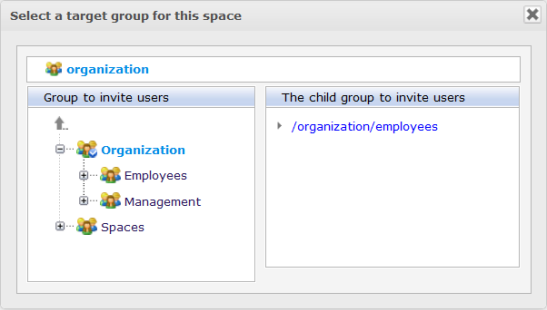 Select a target group for this space
organization
Group to invite users
The child group to invite users
Organization
Employees
Management
Spaces
/organization/employees